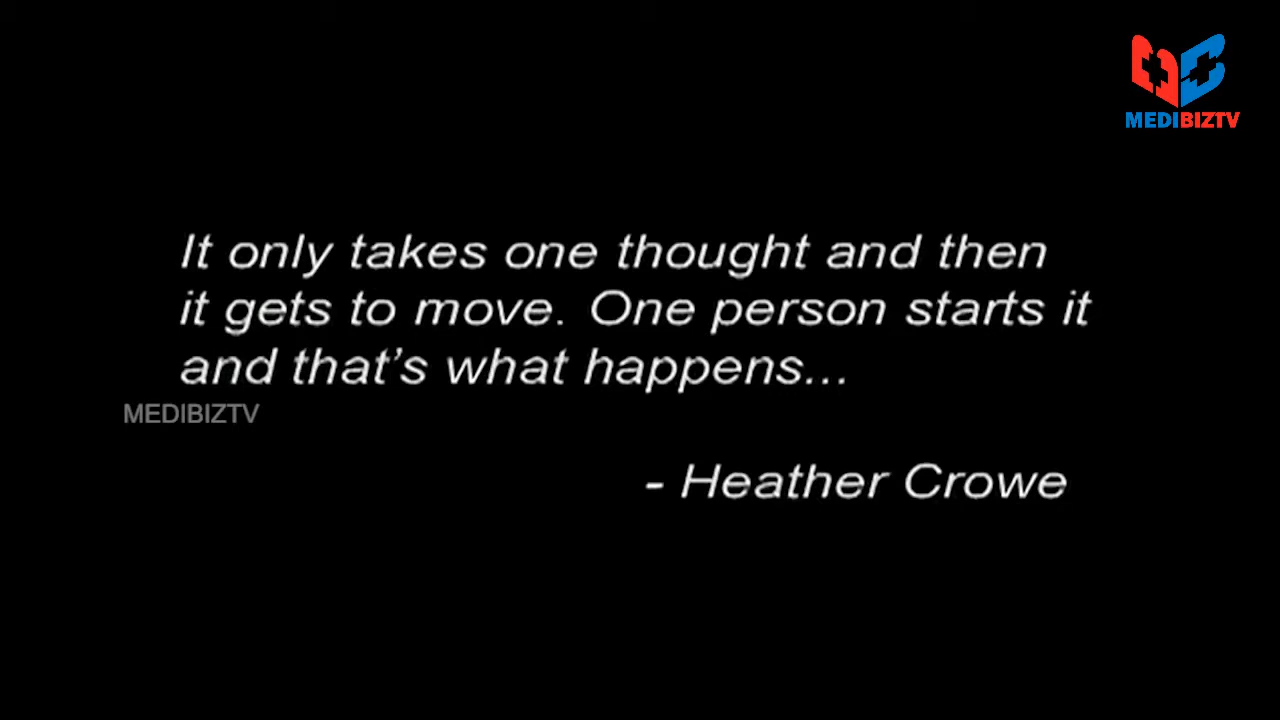 MEDIBIZTV
It only takes one thought and then
it gets to move. One person starts it
and that’s what happens...
MEDIBIZTV
- Heather Crowe